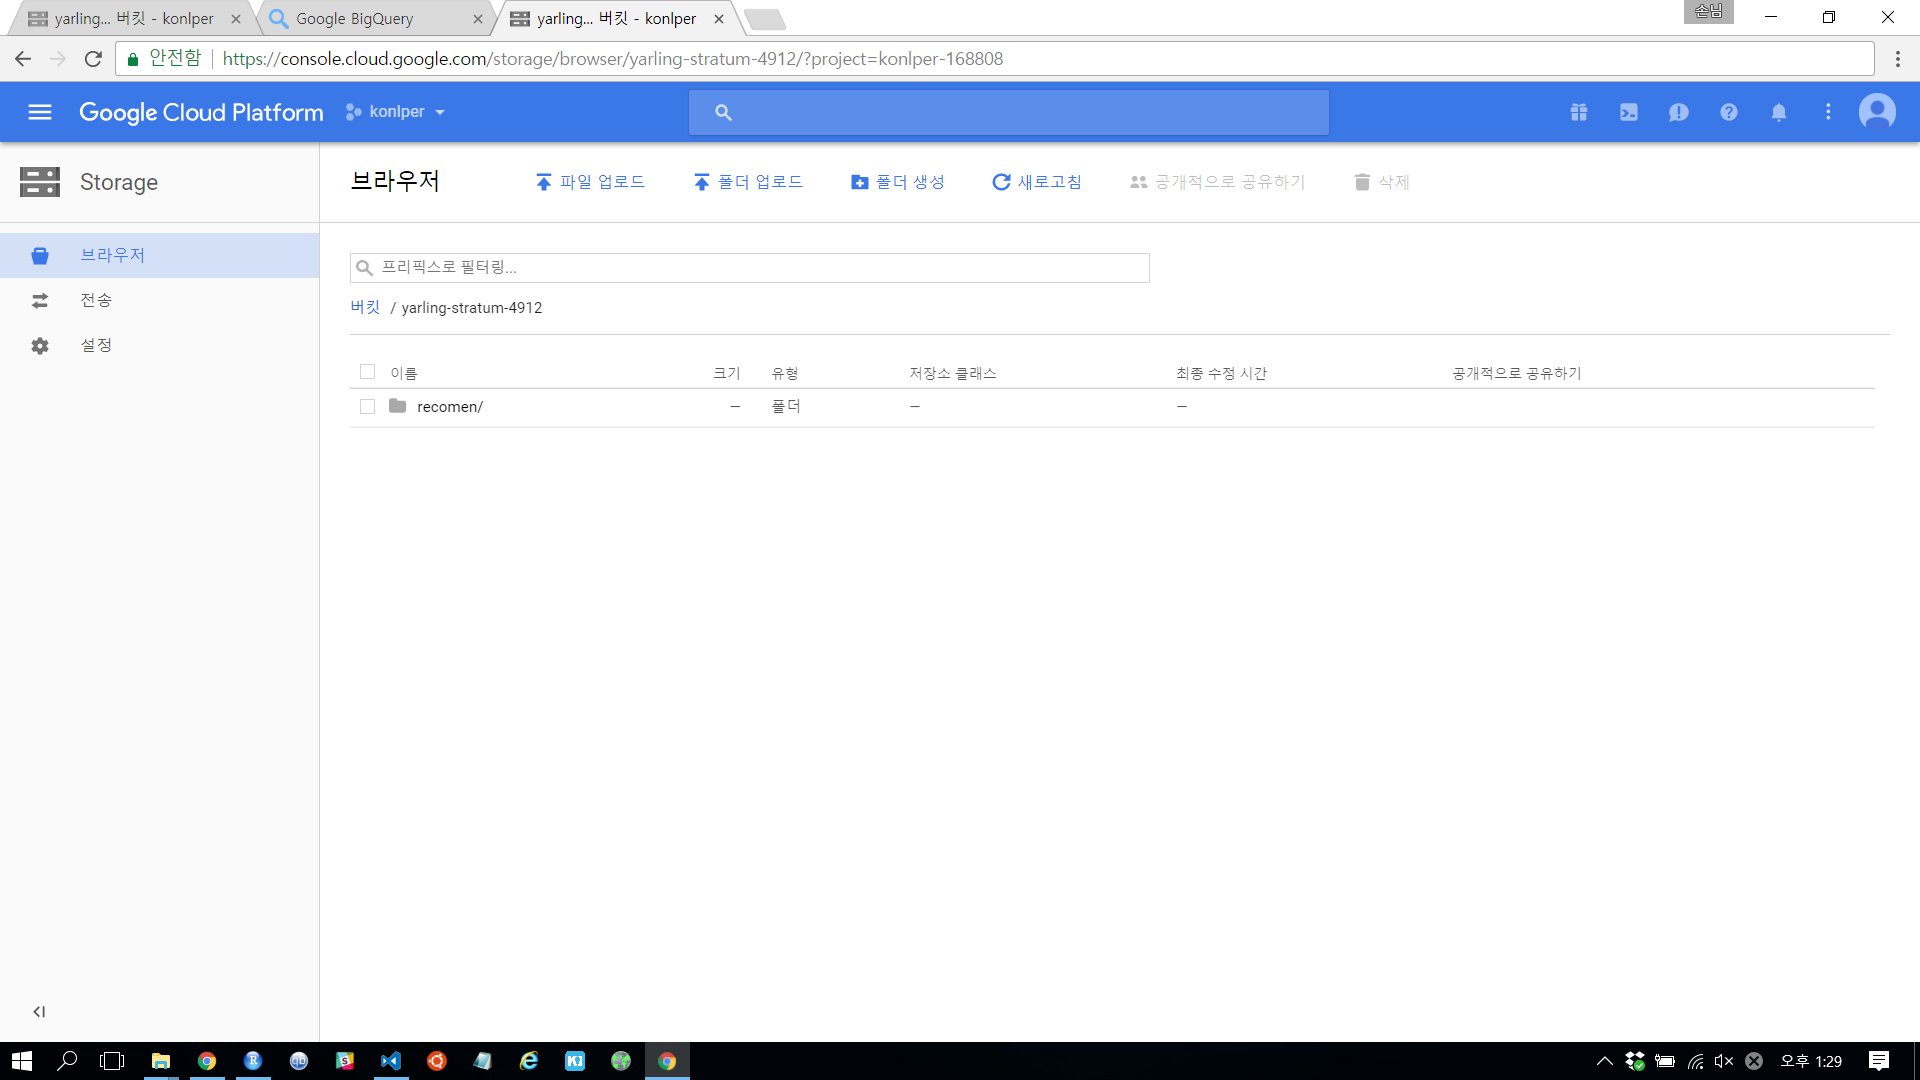 yarling... 버킷 - konlper
Google BigQuery
yarling... 버킷 - konlper
손님
안전함
https://console.cloud.google.com/storage/browser/yarling-stratum-4912/?project=konlper-168808
Google Cloud Platform
konlper
Storage
브라우저
파일 업로드
폴더 업로드
폴더 생성
새로고침
공개적으로 공유하기
삭제
브라우저
전송
설정
프리픽스로 필터링...
버킷 / yarling-stratum-4912
이름 크기 유형 저장소 클래스 최종 수정 시간 공개적으로 공유하기
recomen/ — 폴더 — —
오후 1:29